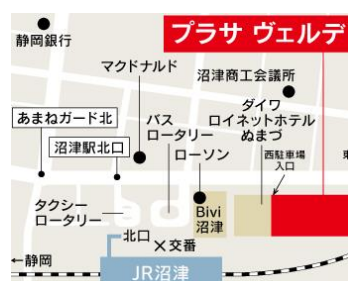 プラサ ヴェルデ
静岡銀行
マクドナルド
沼津商工会議所
あまねガード北
バス
ロータリー
ダイワ
ロイネットホテル
ぬまづ
沼津駅北口
ローソン
西駐車場
入口
東
タクシー
ロータリー
Bivi
沼津
北口
交番
←静岡
JR沼津